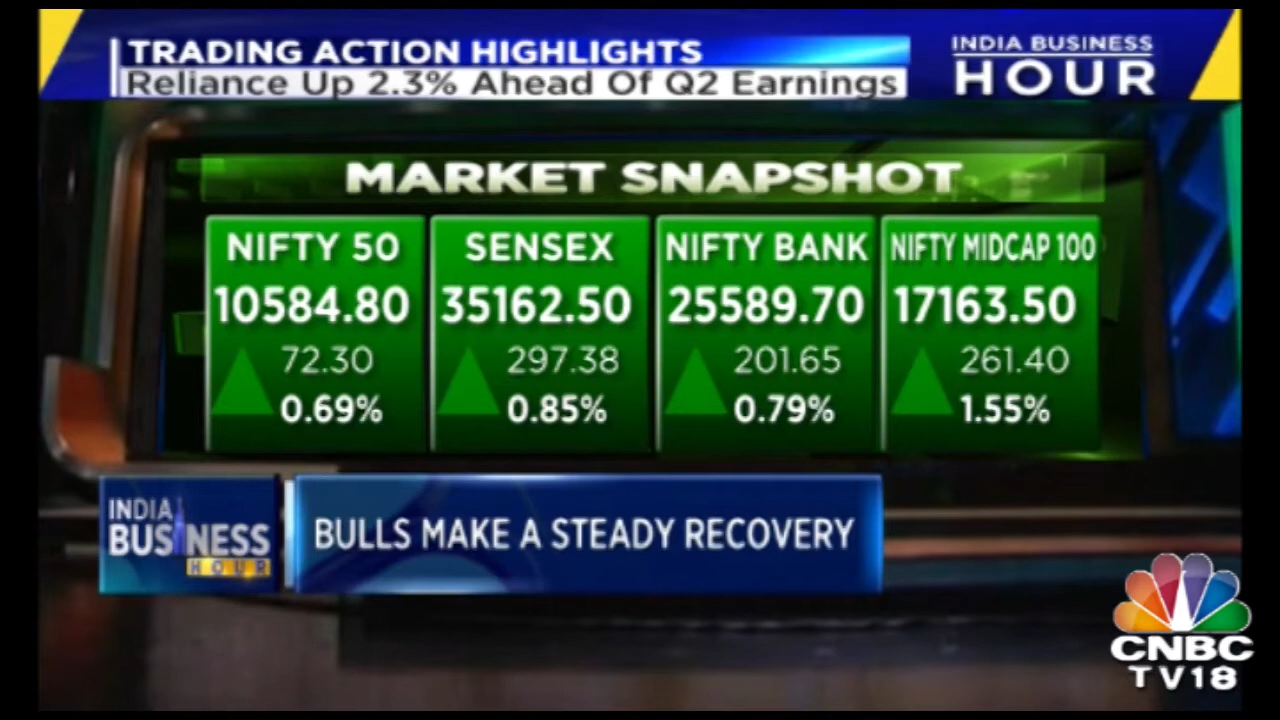 TRADING ACTION HIGHLIGHTS
Reliance Up 2.3% Ahead Of Q2 Earnings
INDIA BUSINESS
HOUR
MARKET SNAPSHOT
NIFTY 50
10584.80
72.30
0.69%
SENSEX
35162.50
297.38
0.85%
NIFTY BANK
25589.70
201.65
0.79%
NIFTY MIDCAP 100
17163.50
261.40
1.55%
INDIA
BUSINESS
HOUR
BULLS MAKE A STEADY RECOVERY
CNBC
TV18